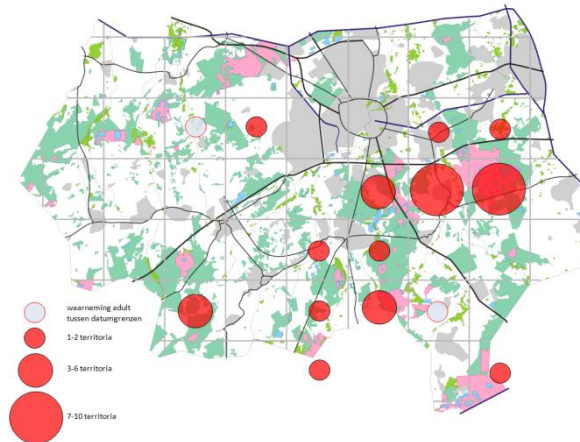 waarneming adult
tussen datumgrenzen
1-2 territoria
3-6 territoria
7-10 territoria